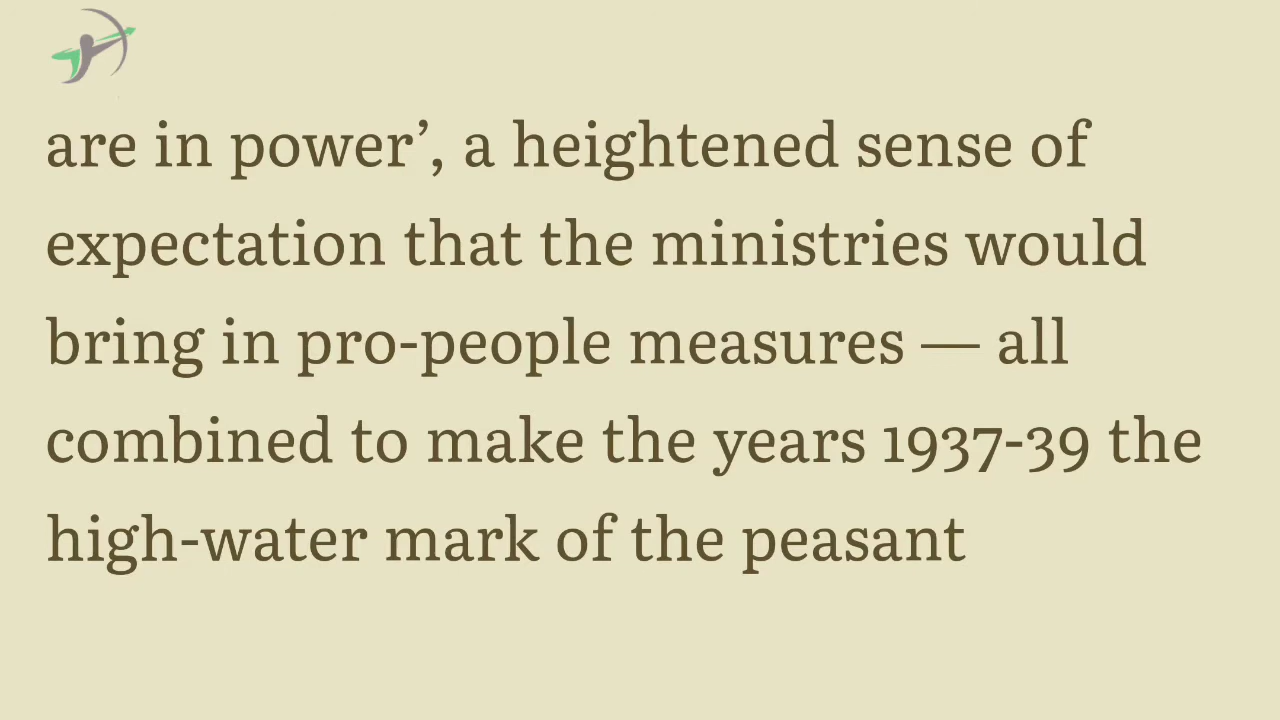 are in power’, a heightened sense of
expectation that the ministries would
bring in pro-people measures — all
combined to make the years 1937-39 the
high-water mark of the peasant